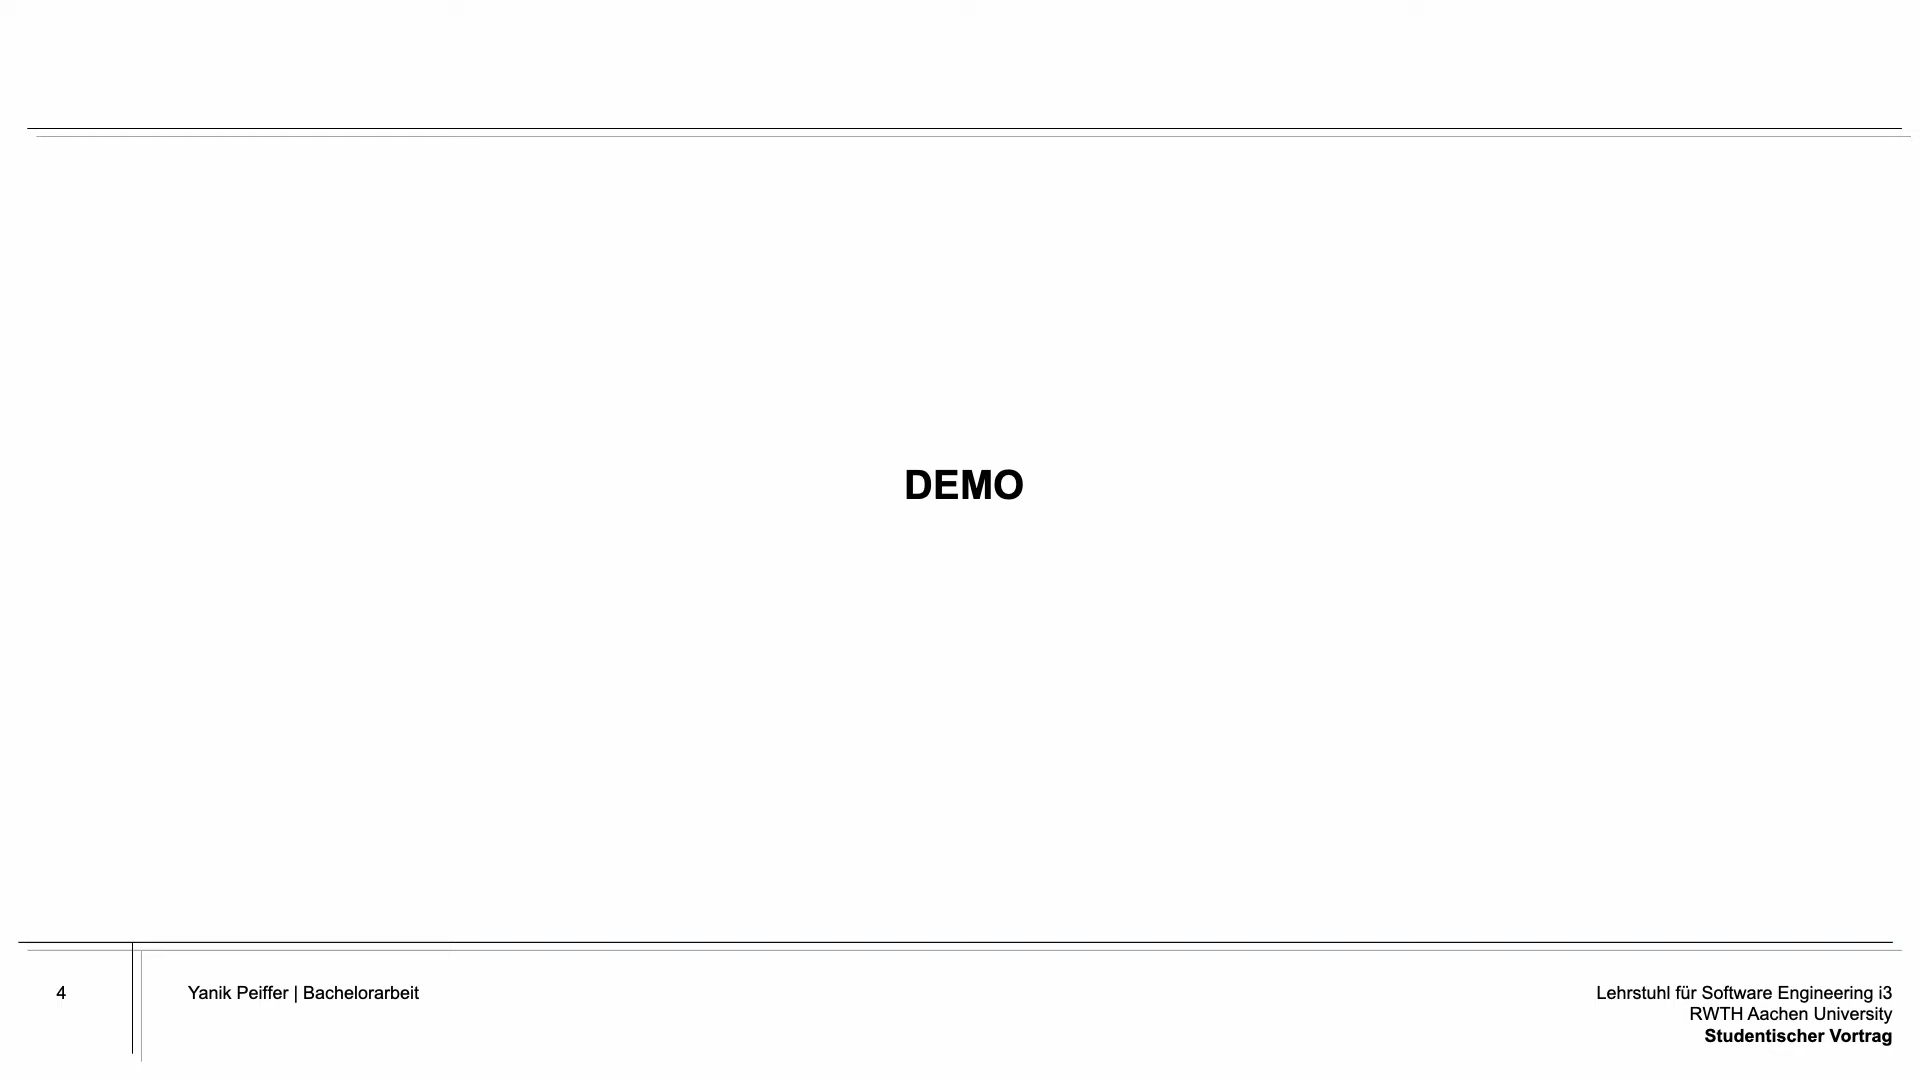 DEMO
4
Yanik Peiffer | Bachelorarbeit
Lehrstuhl für Software Engineering i3
RWTH Aachen University
Studentischer Vortrag